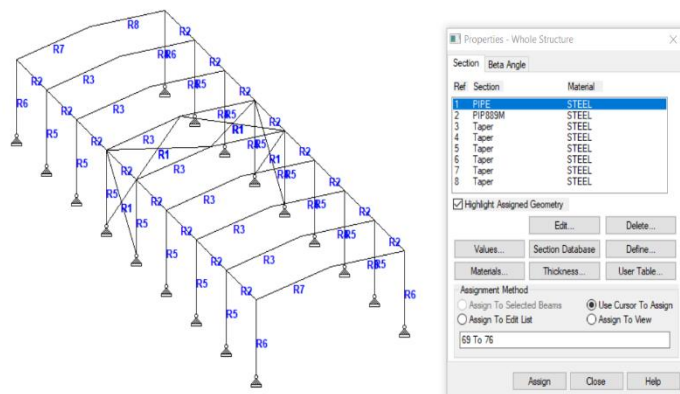 R8
R7
R2
R2
R6
R3
R2
R5
R6
R2
R3
R2
R5
R5
R2
R3
R5
R2
R3
R1
R1
R2
R3
R1
R5
R2
R5
R1
R5
R2
R3
R5
R2
R2
R3
R5
R2
R2
R3
R5
R2
R7
R5
R6
R6
Properties - Whole Structure
Section Beta Angle
Ref Section Material
1 PIPE STEEL
2 PIP889M STEEL
3 Taper STEEL
4 Taper STEEL
5 Taper STEEL
6 Taper STEEL
7 Taper STEEL
8 Taper STEEL
Highlight Assigned Geometry
Edit... Delete...
Values... Section Database Define...
Materials... Thickness... User Table...
Assignment Method
Assign To Selected Beams Use Cursor To Assign
Assign To Edit List Assign To View
69 To 76
Assign Close Help